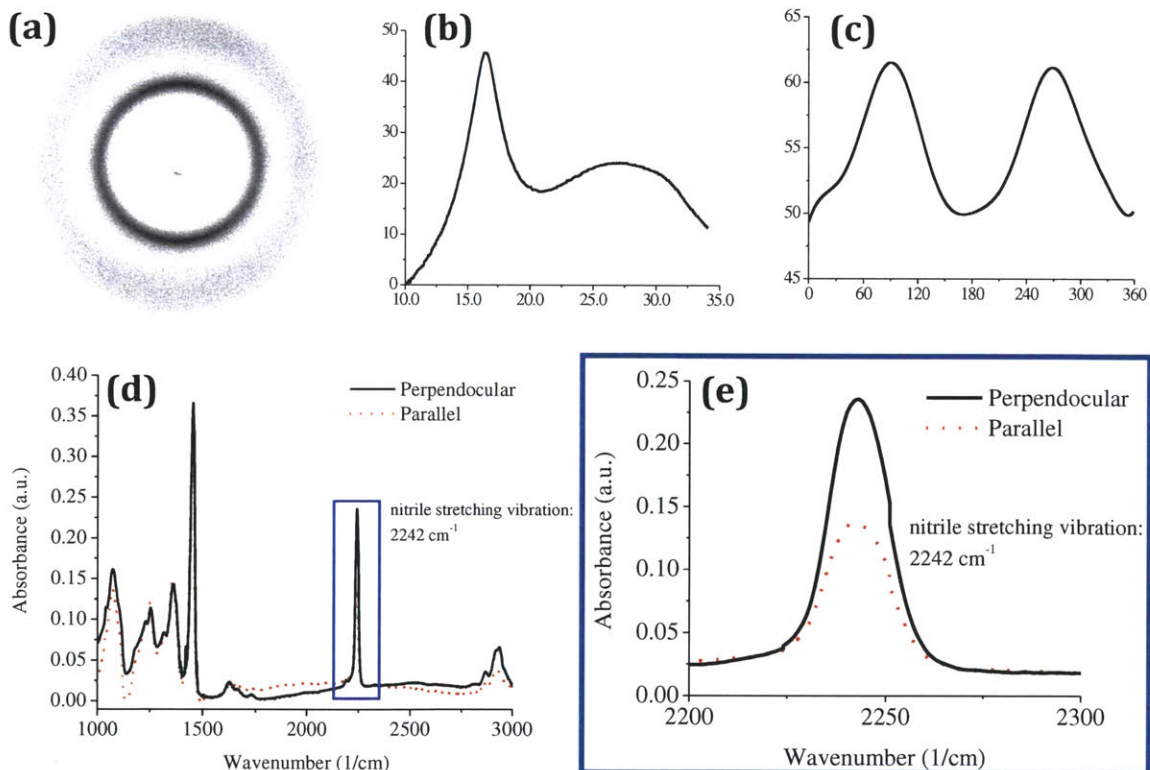 (a)
(b)
50
40
30
20
10
0
10.0 15.0 20.0 25.0 30.0 35.0
(c)
65
60
55
50
45
0 60 120 180 240 300 360
(d)
0.40
0.35
0.30
0.25
0.20
0.15
0.10
0.05
0.00
Absorbance (a.u.)
Perpendocular
Parallel
nitrile stretching vibration:
2242 cm⁻¹
1000 1500 2000 2500 3000
Wavenumber (1/cm)
(e)
0.25
0.20
0.15
0.10
0.05
0.00
Absorbance (a.u.)
Perpendocular
Parallel
nitrile stretching vibration:
2242 cm⁻¹
2200 2250 2300
Wavenumber (1/cm)